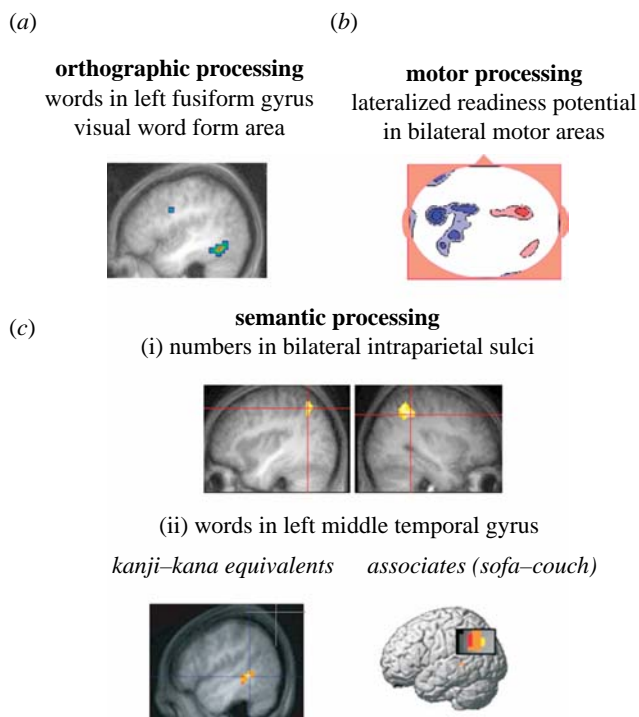 (a)
orthographic processing
words in left fusiform gyrus
visual word form area
(b)
motor processing
lateralized readiness potential
in bilateral motor areas
(c)
semantic processing
(i) numbers in bilateral intraparietal sulci
(ii) words in left middle temporal gyrus
kanji–kana equivalents
associates (sofa–couch)